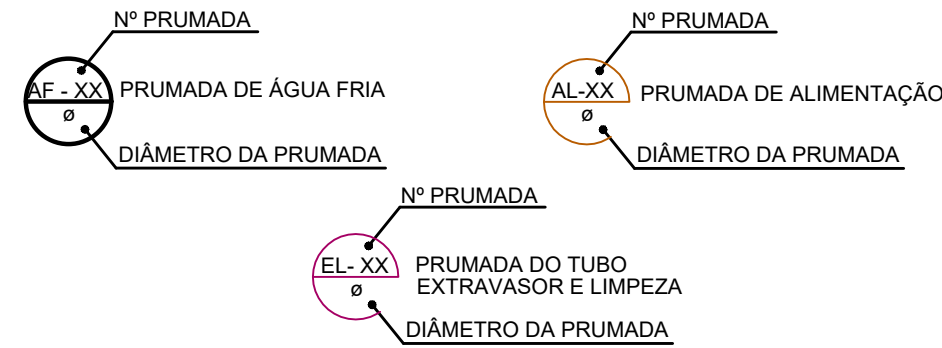 Nº PRUMADA
AF - XX
ø
PRUMADA DE ÁGUA FRIA
DIÂMETRO DA PRUMADA
Nº PRUMADA
AL-XX
ø
PRUMADA DE ALIMENTAÇÃO
DIÂMETRO DA PRUMADA
Nº PRUMADA
EL- XX
ø
PRUMADA DO TUBO
EXTRAVASOR E LIMPEZA
DIÂMETRO DA PRUMADA